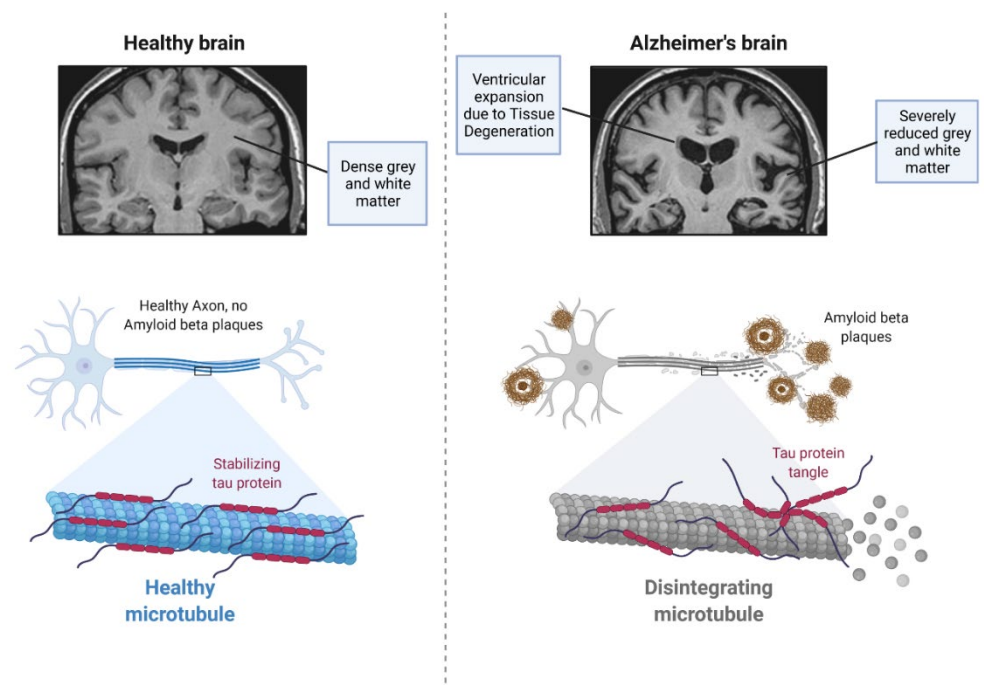 Healthy brain
Dense grey
and white
matter
Healthy Axon, no
Amyloid beta plaques
Stabilizing
tau protein
Healthy
microtubule
Alzheimer's brain
Ventricular
expansion
due to Tissue
Degeneration
Severely
reduced grey
and white
matter
Amyloid beta
plaques
Tau protein
tangle
Disintegrating
microtubule